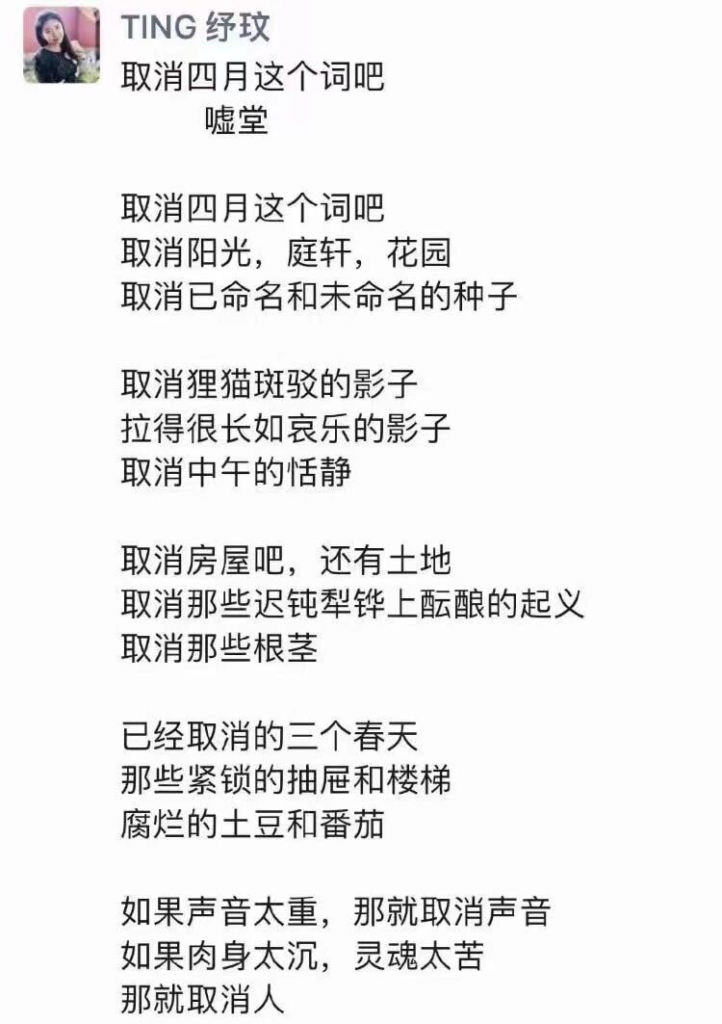 TING 纾玟
取消四月这个词吧
嘘堂
取消四月这个词吧
取消阳光，庭轩，花园
取消已命名和未命名的种子
取消狸猫斑驳的影子
拉得很长如哀乐的影子
取消中午的恬静
取消房屋吧，还有土地
取消那些迟钝犁铧上酝酿的起义
取消那些根茎
已经取消的三个春天
那些紧锁的抽屉和楼梯
腐烂的土豆和番茄
如果声音太重，那就取消声音
如果肉身太沉，灵魂太苦
那就取消人